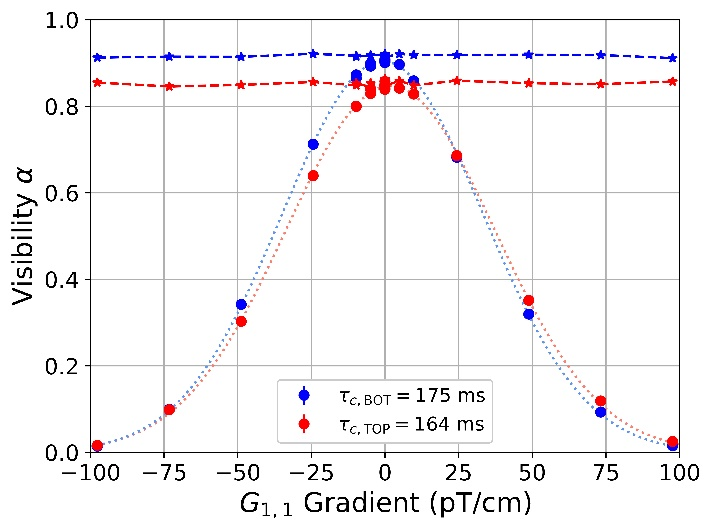 1.0
0.8
0.6
0.4
0.2
0.0
Visibility α
τc,BOT = 175 ms
τc,TOP = 164 ms
−100 −75 −50 −25 0 25 50 75 100
G1,1 Gradient (pT/cm)